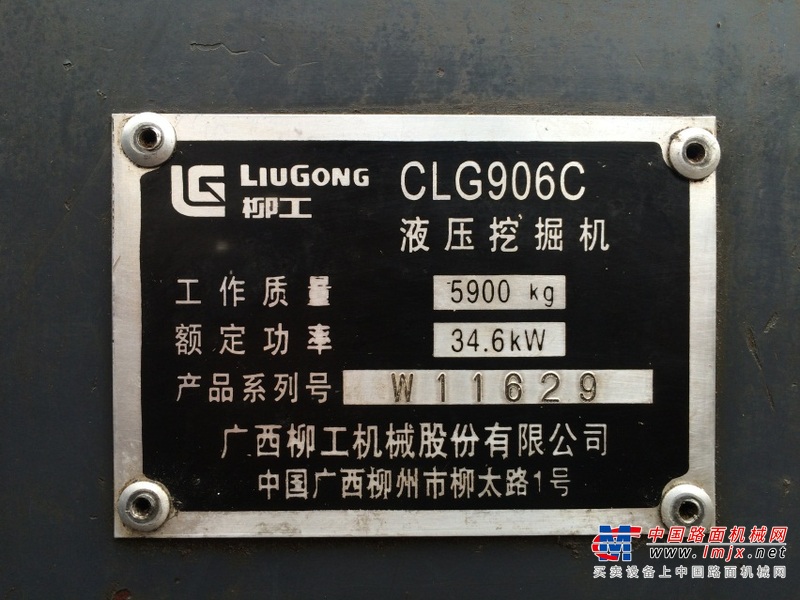 LIUGONG CLG906C
柳工
液压挖掘机
工作质量 5900 kg
额定功率 34.6kW
产品系列号 W11629
广西柳工机械股份有限公司
中国广西柳州市柳太路1号
中国路面机械网
www.lmjx.net
买卖设备上中国路面机械网